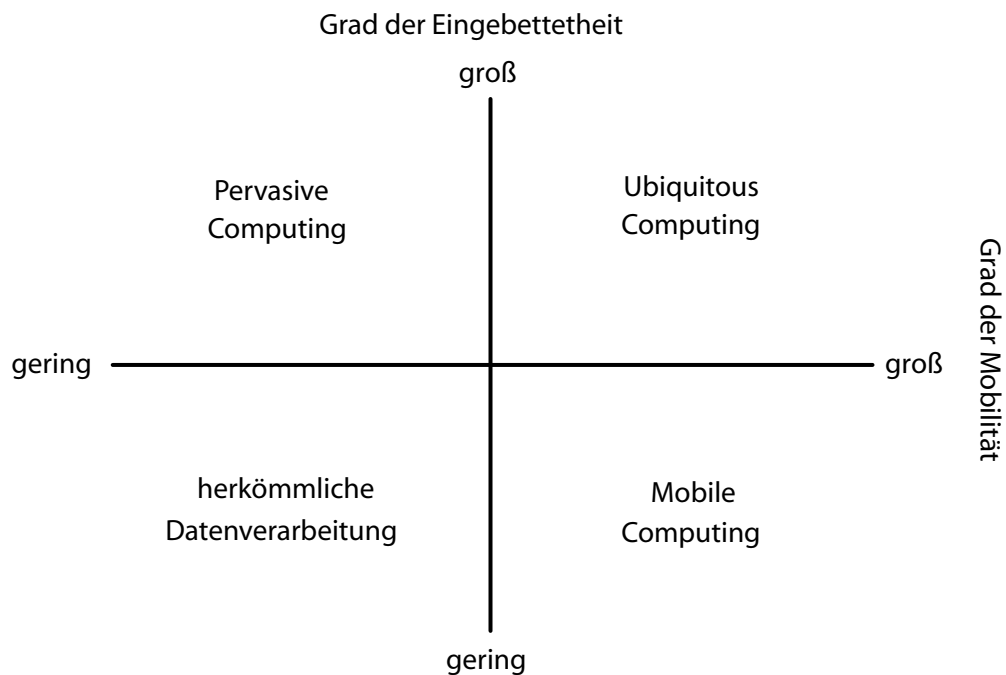 Grad der Eingebettetheit
groß
Pervasive
Computing
Ubiquitous
Computing
Grad der Mobilität
gering
groß
herkömmliche
Datenverarbeitung
Mobile
Computing
gering